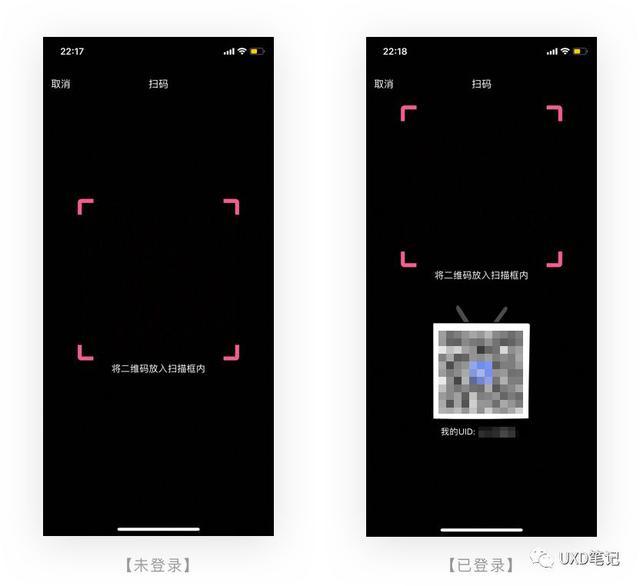 22:17
取消
扫码
将二维码放入扫描框内
【未登录】
22:18
取消
扫码
将二维码放入扫描框内
我的UID:
【已登录】
UXD笔记